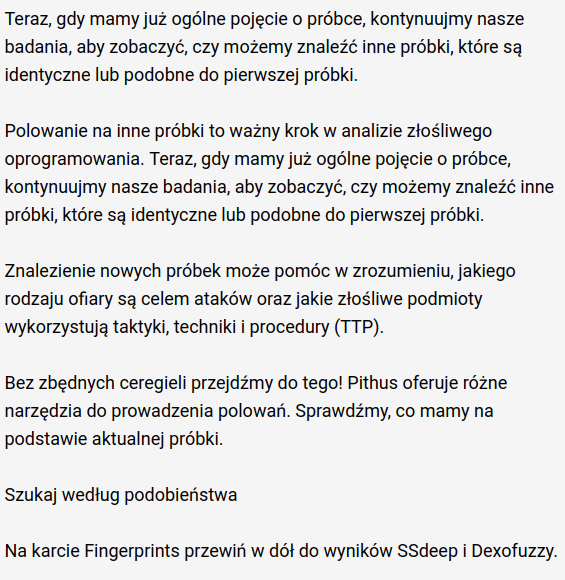 Teraz, gdy mamy już ogólne pojęcie o próbce, kontynuujmy nasze
badania, aby zobaczyć, czy możemy znaleźć inne próbki, które są
identyczne lub podobne do pierwszej próbki.
Polowanie na inne próbki to ważny krok w analizie złośliwego
oprogramowania. Teraz, gdy mamy już ogólne pojęcie o próbce,
kontynuujmy nasze badania, aby zobaczyć, czy możemy znaleźć inne
próbki, które są identyczne lub podobne do pierwszej próbki.
Znalezienie nowych próbek może pomóc w zrozumieniu, jakiego
rodzaju ofiary są celem ataków oraz jakie złośliwe podmioty
wykorzystują taktyki, techniki i procedury (TTP).
Bez zbędnych ceregieli przejdźmy do tego! Pithus oferuje różne
narzędzia do prowadzenia polowań. Sprawdźmy, co mamy na
podstawie aktualnej próbki.
Szukaj według podobieństwa
Na karcie Fingerprints przewiń w dół do wyników SSdeep i Dexofuzzy.